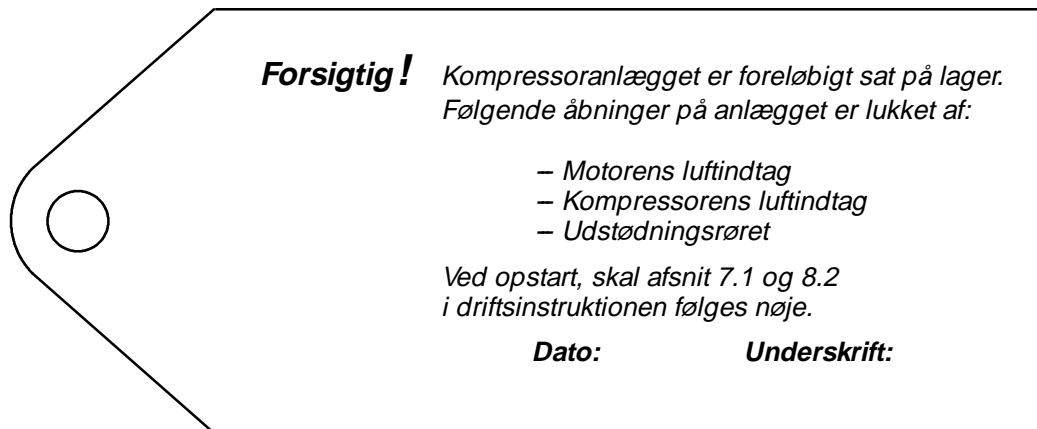 Forsigtig! Kompressoranlægget er foreløbigt sat på lager.
Følgende åbninger på anlægget er lukket af:
– Motorens luftindtag
– Kompressorens luftindtag
– Udstødningsrøret
Ved opstart, skal afsnit 7.1 og 8.2
i driftsinstruktionen følges nøje.
Dato: Underskrift: